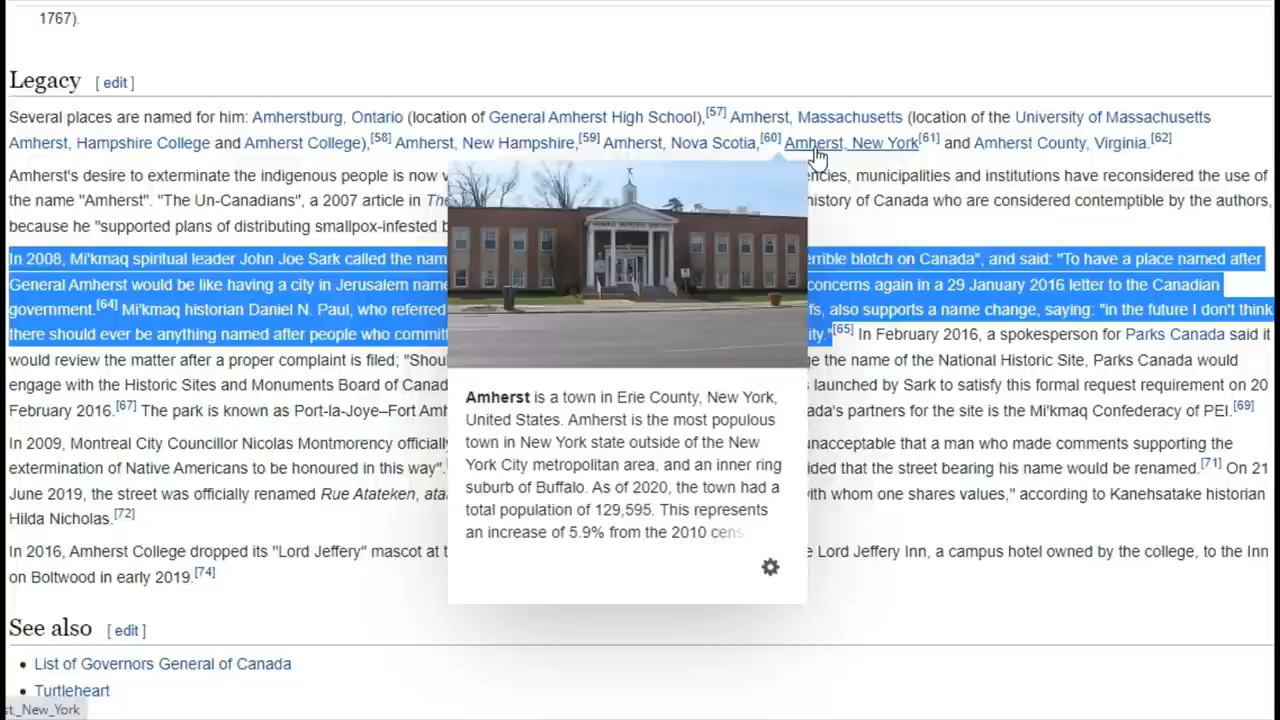 1767).
Legacy [ edit ]
Several places are named for him: Amherstburg, Ontario (location of General Amherst High School),[57] Amherst, Massachusetts (location of the University of Massachusetts
Amherst, Hampshire College and Amherst College),[58] Amherst, New Hampshire,[59] Amherst, Nova Scotia,[60] Amherst, New York[61] and Amherst County, Virginia.[62]
Amherst's desire to exterminate the indigenous people is now v
ncies, municipalities and institutions have reconsidered the use of
the name "Amherst". "The Un-Canadians", a 2007 article in The
history of Canada who are considered contemptible by the authors,
because he "supported plans of distributing smallpox-infested b
In 2008, Mi'kmaq spiritual leader John Joe Sark called the nam
errible blotch on Canada", and said: "To have a place named after
General Amherst would be like having a city in Jerusalem name
concerns again in a 29 January 2016 letter to the Canadian
government.[64] Mi'kmaq historian Daniel N. Paul, who referred
fs, also supports a name change, saying: "in the future I don't think
there should ever be anything named after people who commit
ity."[65] In February 2016, a spokesperson for Parks Canada said it
would review the matter after a proper complaint is filed; "Shou
ge the name of the National Historic Site, Parks Canada would
engage with the Historic Sites and Monuments Board of Canad
launched by Sark to satisfy this formal request requirement on 20
February 2016.[67] The park is known as Port-la-Joye–Fort Amh
ada's partners for the site is the Mi'kmaq Confederacy of PEI.[69]
In 2009, Montreal City Councillor Nicolas Montmorency officially
unacceptable that a man who made comments supporting the
extermination of Native Americans to be honoured in this way".
ided that the street bearing his name would be renamed.[71] On 21
June 2019, the street was officially renamed Rue Atateken, ata
with whom one shares values," according to Kanehsatake historian
Hilda Nicholas.[72]
In 2016, Amherst College dropped its "Lord Jeffery" mascot at t
e Lord Jeffery Inn, a campus hotel owned by the college, to the Inn
on Boltwood in early 2019.[74]
Amherst is a town in Erie County, New York,
United States. Amherst is the most populous
town in New York state outside of the New
York City metropolitan area, and an inner ring
suburb of Buffalo. As of 2020, the town had a
total population of 129,595. This represents
an increase of 5.9% from the 2010 cens
See also [ edit ]
List of Governors General of Canada
Turtleheart
st,_New_York